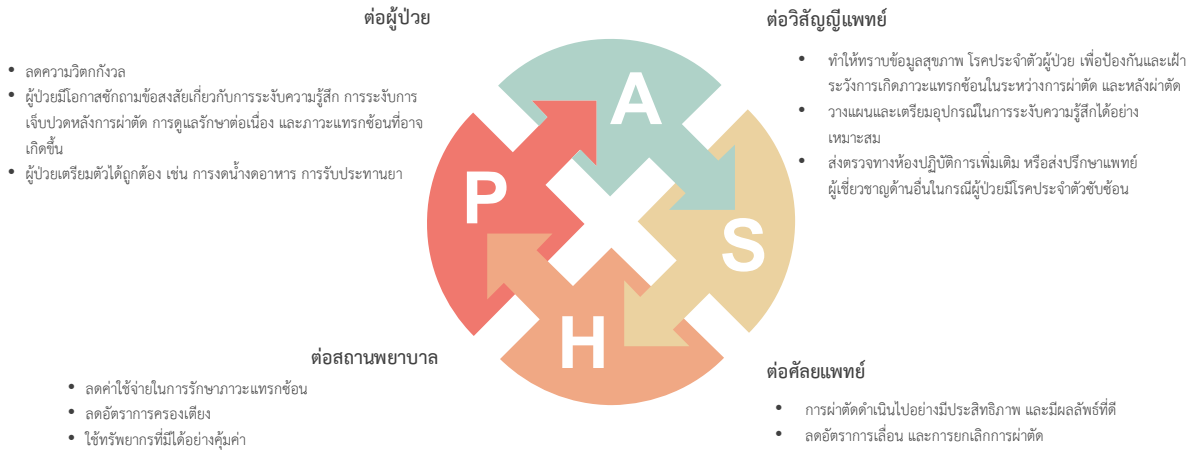 ต่อผู้ป่วย
• ลดความวิตกกังวล
• ผู้ป่วยมีโอกาสซักถามข้อสงสัยเกี่ยวกับการระงับความรู้สึก การระงับการ
เจ็บปวดหลังการผ่าตัด การดูแลรักษาต่อเนื่อง และภาวะแทรกซ้อนที่อาจ
เกิดขึ้น
• ผู้ป่วยเตรียมตัวได้ถูกต้อง เช่น การงดน้ำงดอาหาร การรับประทานยา
ต่อวิสัญญีแพทย์
• ทำให้ทราบข้อมูลสุขภาพ โรคประจำตัวผู้ป่วย เพื่อป้องกันและเฝ้า
ระวังการเกิดภาวะแทรกซ้อนในระหว่างการผ่าตัด และหลังผ่าตัด
• วางแผนและเตรียมอุปกรณ์ในการระงับความรู้สึกได้อย่าง
เหมาะสม
• ส่งตรวจทางห้องปฏิบัติการเพิ่มเติม หรือส่งปรึกษาแพทย์
ผู้เชี่ยวชาญด้านอื่นในกรณีผู้ป่วยมีโรคประจำตัวซับซ้อน
A
P
S
H
ต่อสถานพยาบาล
• ลดค่าใช้จ่ายในการรักษาภาวะแทรกซ้อน
• ลดอัตราการครองเตียง
• ใช้ทรัพยากรที่มีได้อย่างคุ้มค่า
ต่อศัลยแพทย์
• การผ่าตัดดำเนินไปอย่างมีประสิทธิภาพ และมีผลลัพธ์ที่ดี
• ลดอัตราการเลื่อน และการยกเลิกการผ่าตัด